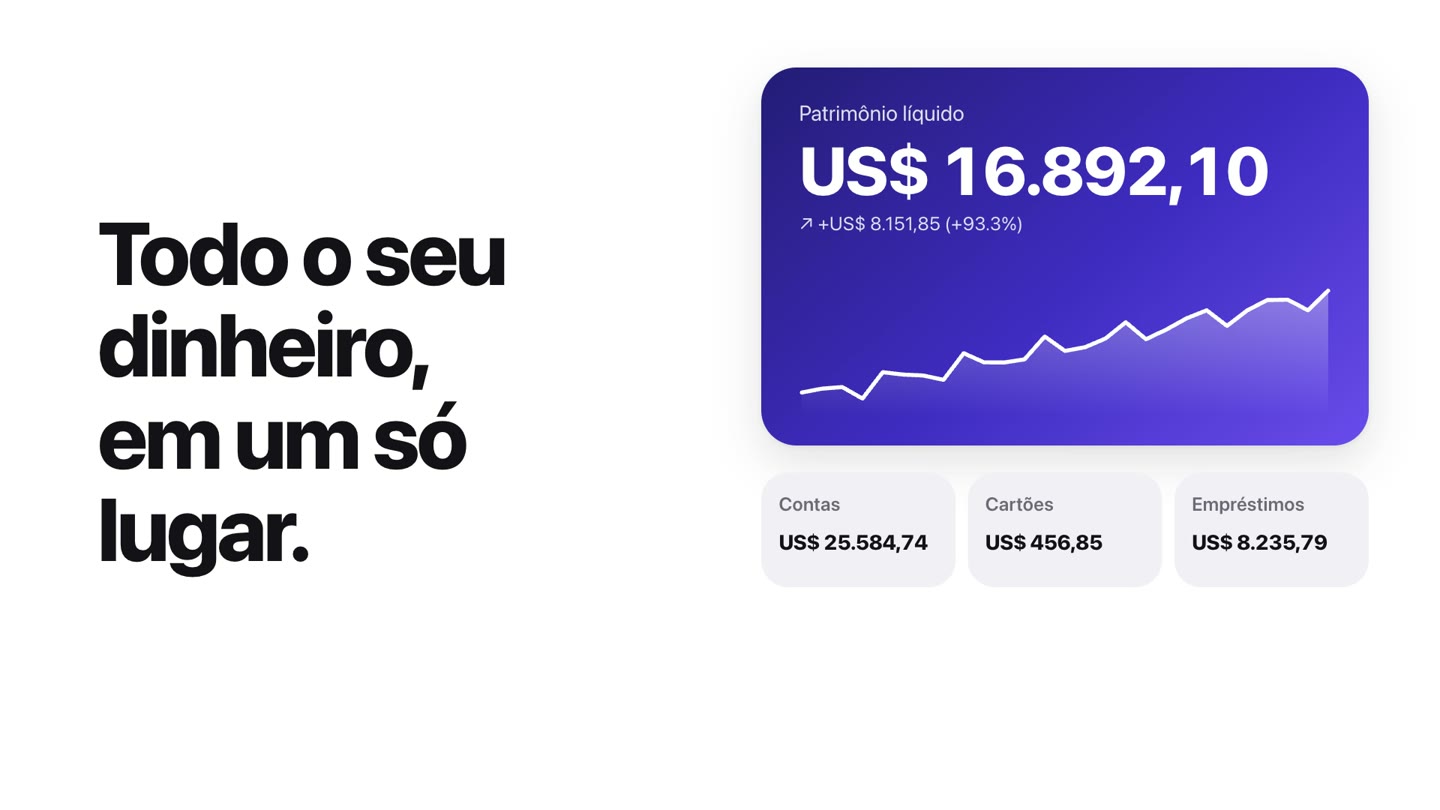 Todo o seu
dinheiro,
em um só
lugar.
Patrimônio líquido
US$ 16.892,10
↗ +US$ 8.151,85 (+93.3%)
Contas
US$ 25.584,74
Cartões
US$ 456,85
Empréstimos
US$ 8.235,79